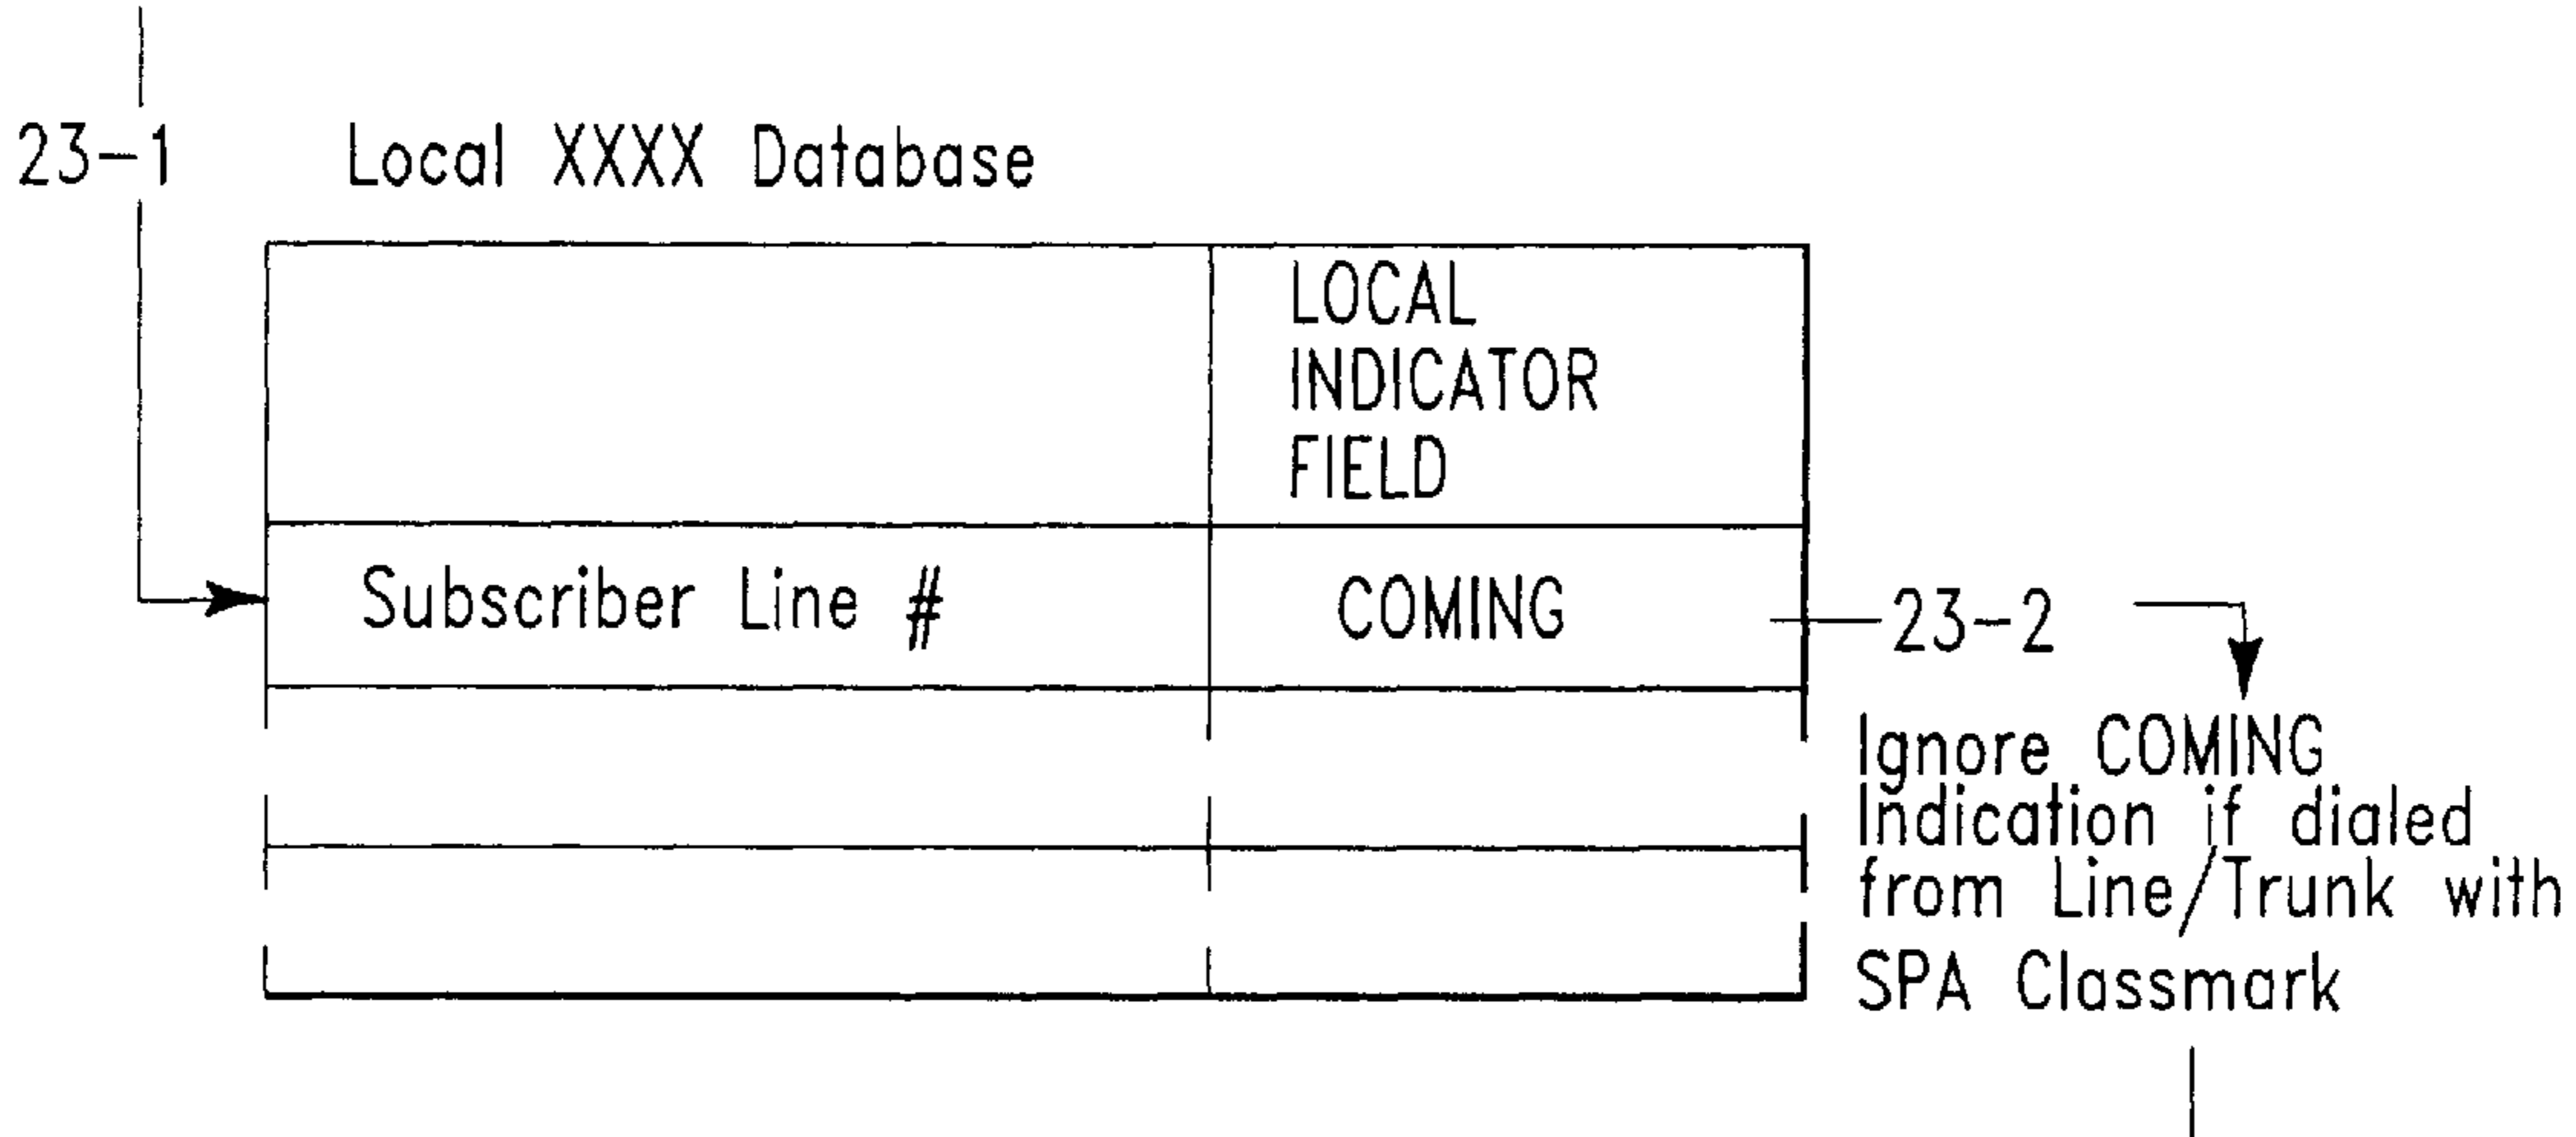 23-1 Local XXXX Database
LOCAL
INDICATOR
FIELD
Subscriber Line # COMING 23-2
Ignore COMING
Indication if dialed
from Line/Trunk with
SPA Classmark